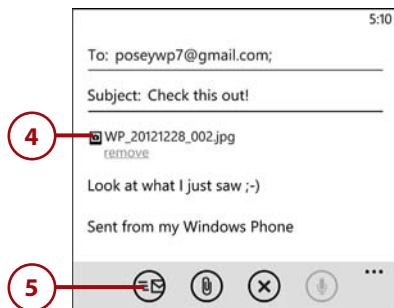 5:10
To: poseywp7@gmail.com;
Subject: Check this out!
4
WP_20121228_002.jpg
remove
Look at what I just saw ;-)
Sent from my Windows Phone
5